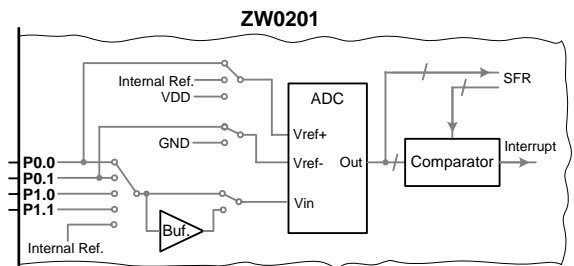 ZW0201
Internal Ref.
VDD
GND
P0.0
P0.1
P1.0
P1.1
Internal Ref.
Buf.
ADC
Vref+
Vref-
Out
Vin
Comparator
SFR
Interrupt